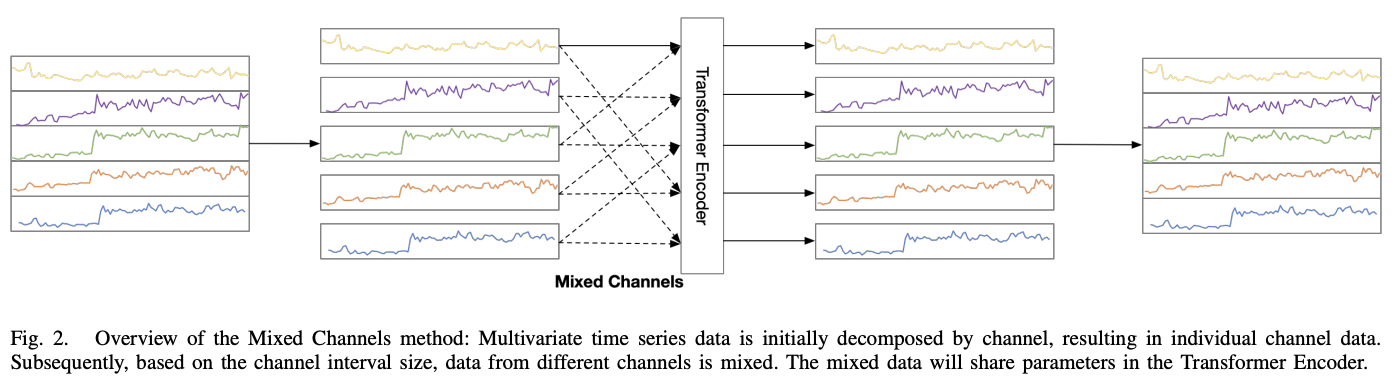 Transformer Encoder
Mixed Channels
Fig. 2. Overview of the Mixed Channels method: Multivariate time series data is initially decomposed by channel, resulting in individual channel data.
Subsequently, based on the channel interval size, data from different channels is mixed. The mixed data will share parameters in the Transformer Encoder.